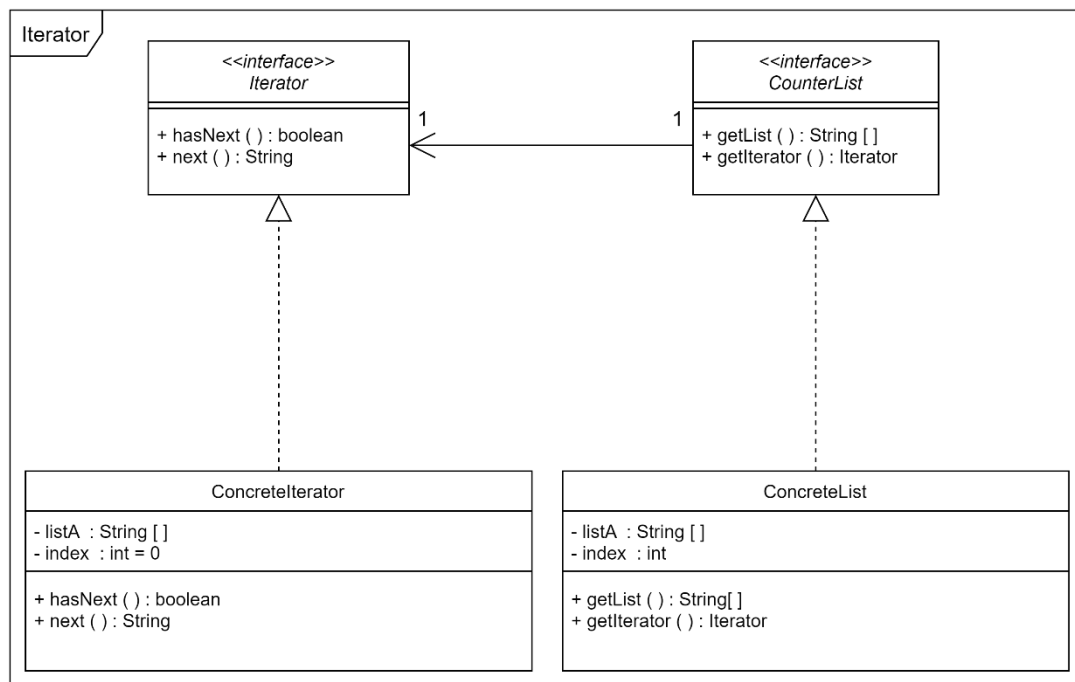 Iterator
<<interface>>
Iterator
+ hasNext ( ) : boolean
+ next ( ) : String
1
1
<<interface>>
CounterList
+ getList ( ) : String [ ]
+ getIterator ( ) : Iterator
ConcreteIterator
- listA : String [ ]
- index : int = 0
+ hasNext ( ) : boolean
+ next ( ) : String
ConcreteList
- listA : String [ ]
- index : int
+ getList ( ) : String[ ]
+ getIterator ( ) : Iterator